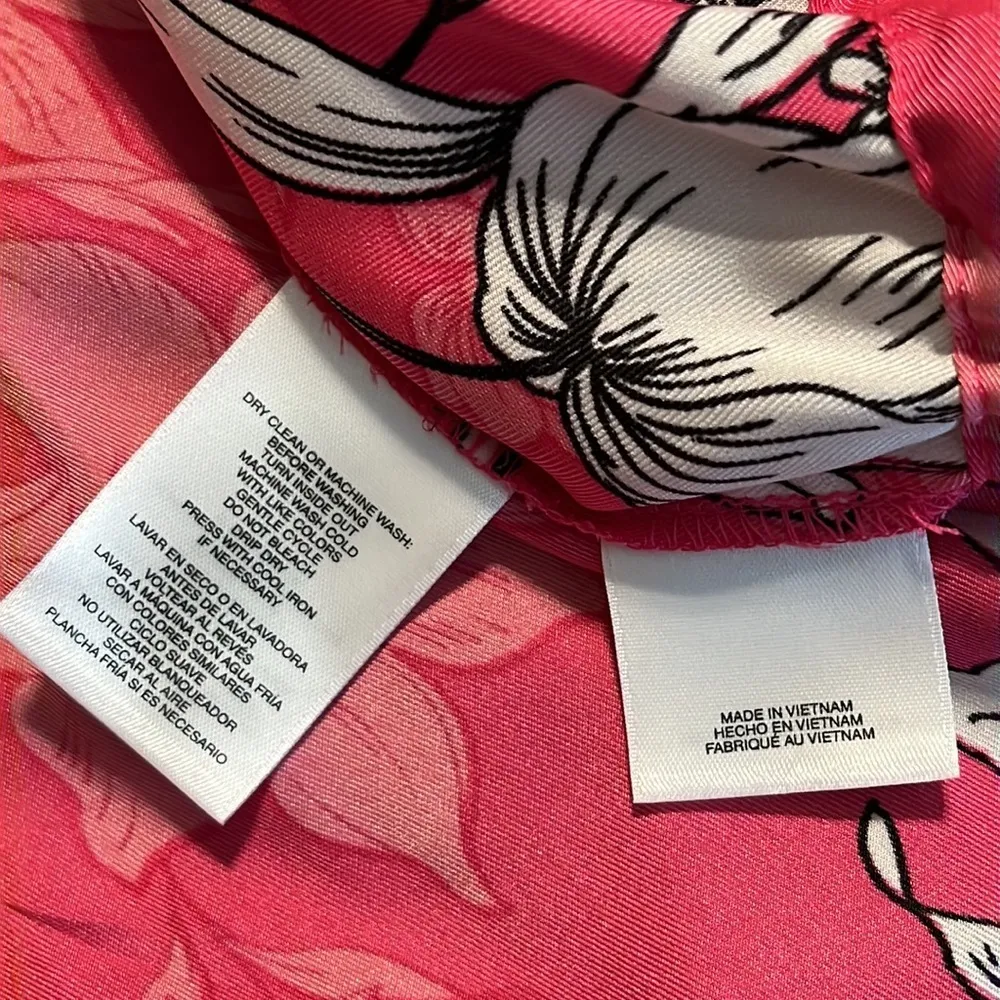 DRY CLEAN OR MACHINE WASH:
BEFORE WASHING
TURN INSIDE OUT
MACHINE WASH COLD
WITH LIKE COLORS
GENTLE CYCLE
DO NOT BLEACH
DRIP DRY
PRESS WITH COOL IRON
IF NECESSARY
LAVAR EN SECO O EN LAVADORA
ANTES DE LAVAR
VOLTEAR AL REVÉS
LAVAR A MÁQUINA CON AGUA FRIA
CON COLORES SIMILARES
CICLO SUAVE
NO UTILIZAR BLANQUEADOR
SECAR AL AIRE
PLANCHA FRÍA SI ES NECESARIO
MADE IN VIETNAM
HECHO EN VIETNAM
FABRIQUÉ AU VIETNAM